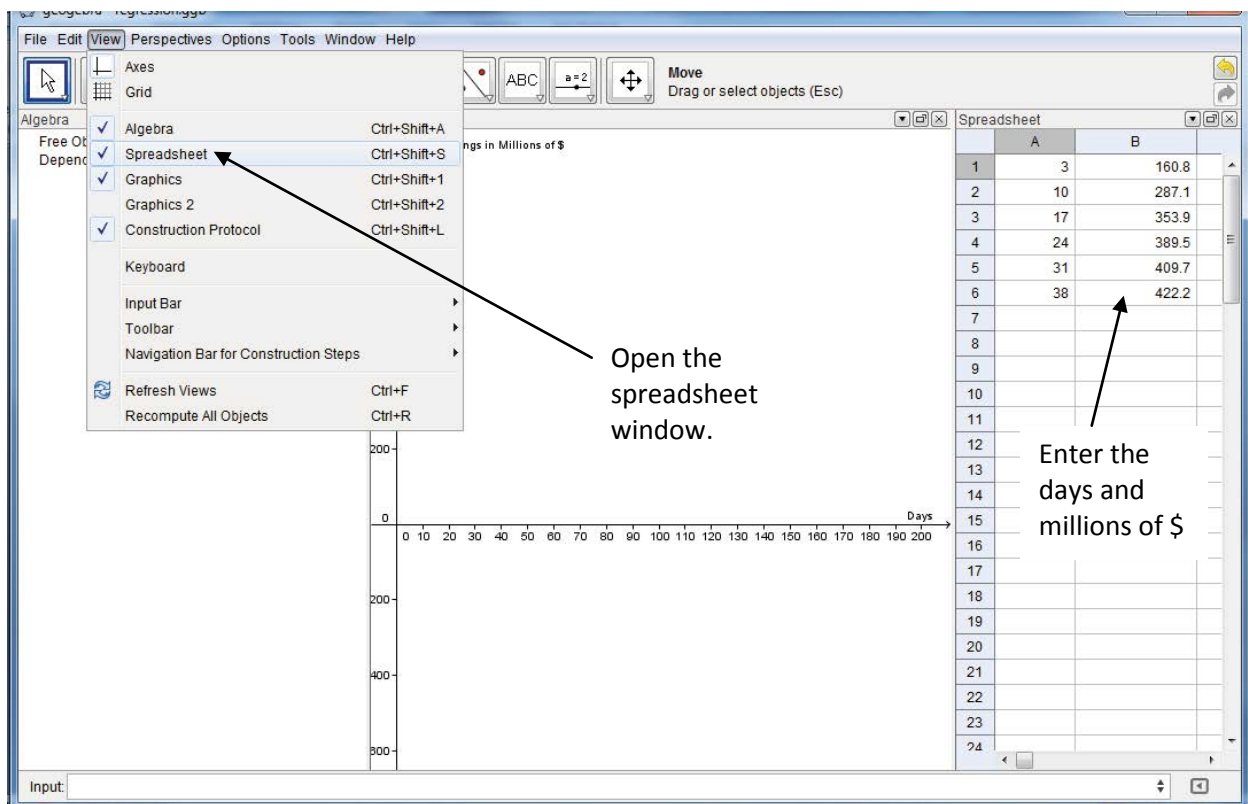 geogebra - regression.ggb
File Edit View Perspectives Options Tools Window Help
Axes
Grid
ABC
a=2
Move
Drag or select objects (Esc)
Algebra
Free Ob
Depend
Algebra Ctrl+Shift+A
Spreadsheet Ctrl+Shift+S
Graphics Ctrl+Shift+1
Graphics 2 Ctrl+Shift+2
Construction Protocol Ctrl+Shift+L
Keyboard
Input Bar
Toolbar
Navigation Bar for Construction Steps
Refresh Views Ctrl+F
Recompute All Objects Ctrl+R
ngs in Millions of $
200
0
Days
0 10 20 30 40 50 60 70 80 90 100 110 120 130 140 150 160 170 180 190 200
200
400
600
Open the
spreadsheet
window.
Spreadsheet
A B
1 3 160.8
2 10 287.1
3 17 353.9
4 24 389.5
5 31 409.7
6 38 422.2
7
8
9
10
11
12
13
14
15
16
17
18
19
20
21
22
23
24
Enter the
days and
millions of $
Input: